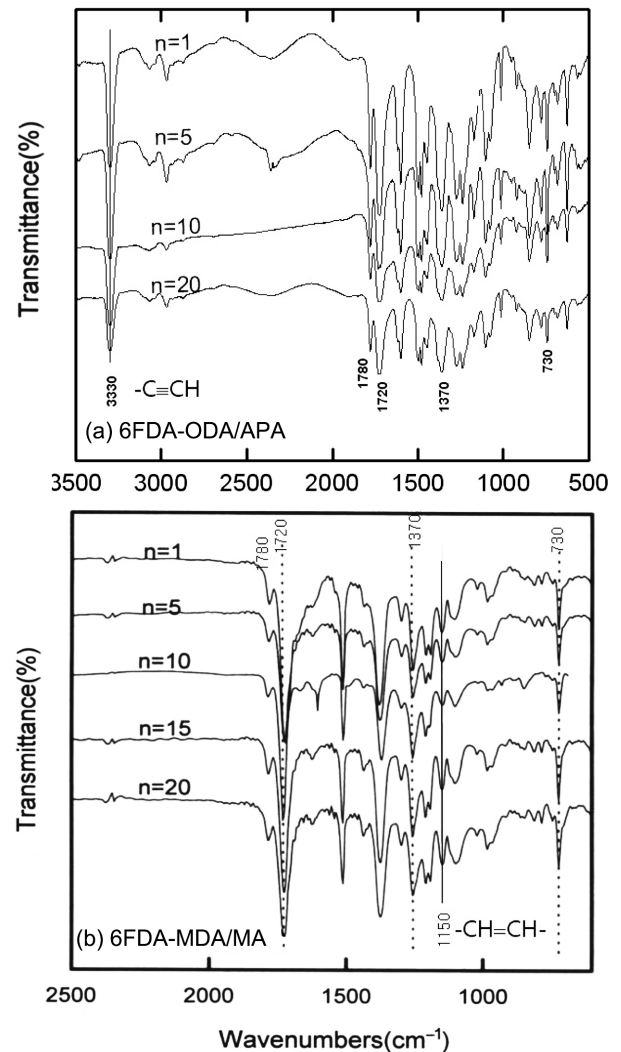 Transmittance(%)
n=1
n=5
n=10
n=20
3330
-C≡CH
1780
1720
1370
730
(a) 6FDA-ODA/APA
3500 3000 2500 2000 1500 1000 500
Transmittance(%)
780
1720
1370
730
n=1
n=5
n=10
n=15
n=20
1150
-CH=CH-
(b) 6FDA-MDA/MA
2500 2000 1500 1000
Wavenumbers(cm⁻¹)